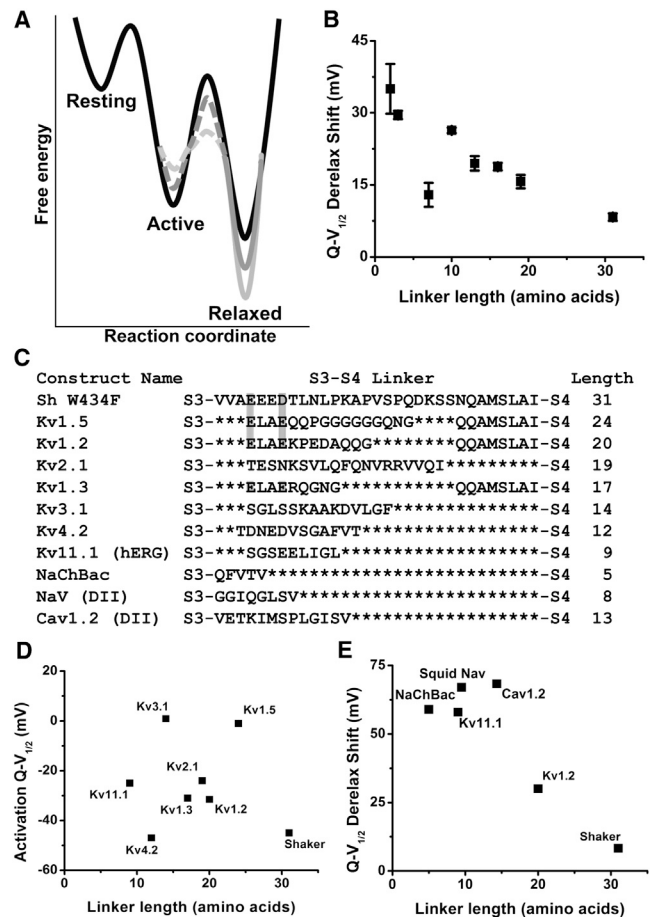 A
Free energy
Resting
Active
Relaxed
Reaction coordinate
B
Q-V1/2 Derelax Shift (mV)
45
30
15
0
0 10 20 30
Linker length (amino acids)
C
Construct Name S3-S4 Linker Length
Sh W434F S3-VVAEEEDTLNLPKAPVSPQDKSSNQAMSLAI-S4 31
Kv1.5 S3-***ELAEQQPGGGGGGQNG****QQAMSLAI-S4 24
Kv1.2 S3-***ELAEKPEDAQQG********QQAMSLAI-S4 20
Kv2.1 S3-***TESNKSVLQFQNVRRVVQI*********-S4 19
Kv1.3 S3-***ELAERQGNG***********QQAMSLAI-S4 17
Kv3.1 S3-***SGLSSKAAKDVLGF**************-S4 14
Kv4.2 S3-**TDNEDVSGAFVT*****************-S4 12
Kv11.1 (hERG) S3-***SGSEELIGL*******************-S4 9
NaChBac S3-QFVTV**************************-S4 5
NaV (DII) S3-GGIQGLSV***********************-S4 8
Cav1.2 (DII) S3-VETKIMSPLGISV******************-S4 13
D
Activation Q-V1/2 (mV)
20
0
-20
-40
-60
Kv3.1
Kv1.5
Kv2.1
Kv11.1
Kv1.3
Kv1.2
Kv4.2
Shaker
0 10 20 30
Linker length (amino acids)
E
Q-V1/2 Derelax Shift (mV)
75
50
25
0
Squid Nav
NaChBac
Cav1.2
Kv11.1
Kv1.2
Shaker
0 10 20 30
Linker length (amino acids)